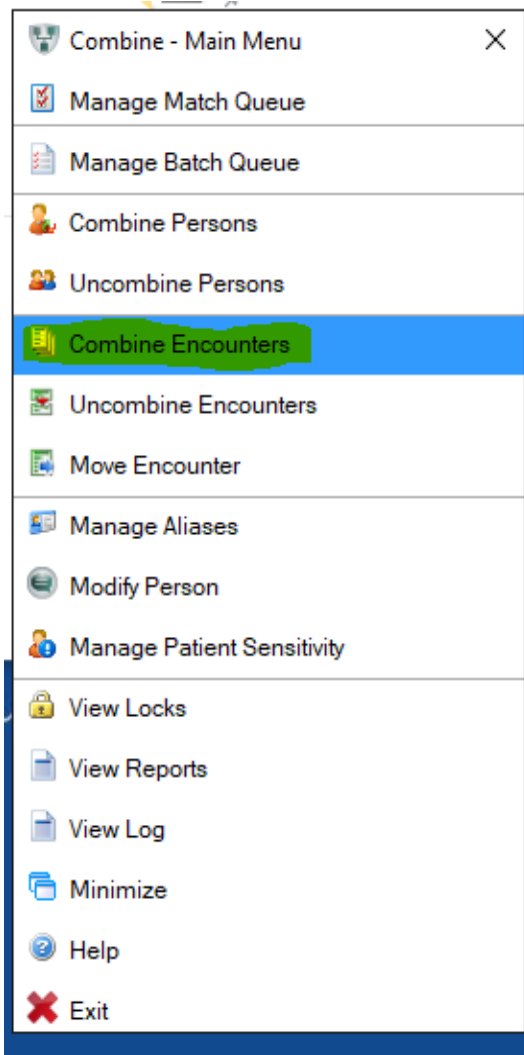 Combine - Main Menu
Manage Match Queue
Manage Batch Queue
Combine Persons
Uncombine Persons
Combine Encounters
Uncombine Encounters
Move Encounter
Manage Aliases
Modify Person
Manage Patient Sensitivity
View Locks
View Reports
View Log
Minimize
Help
Exit